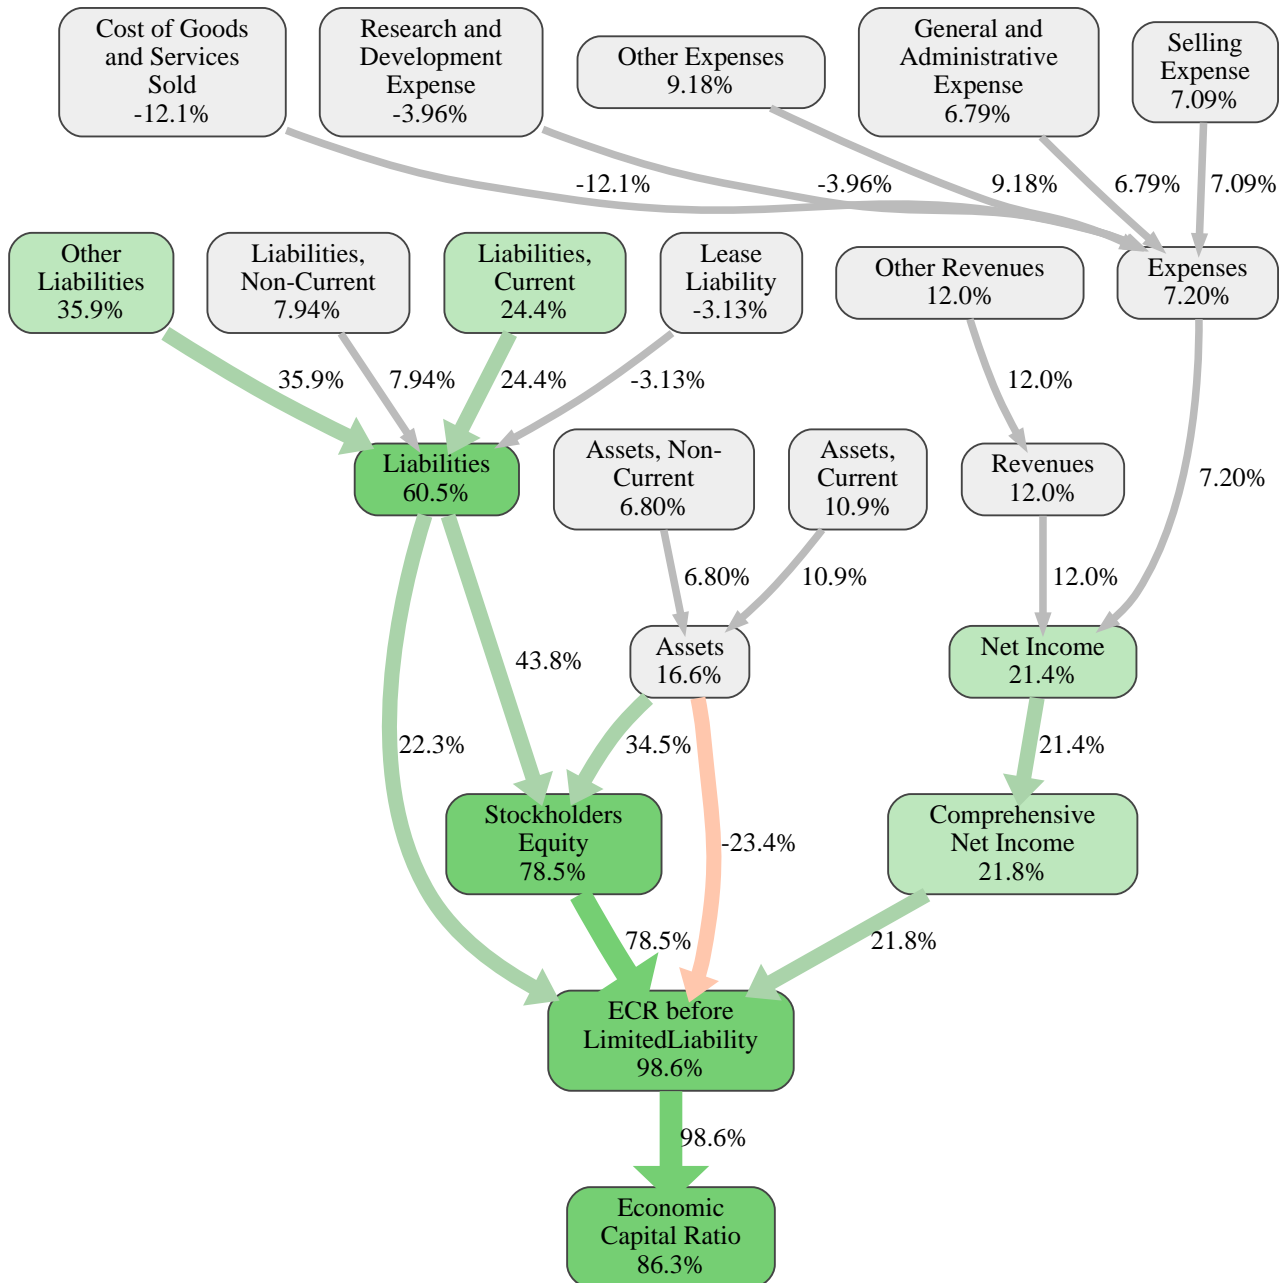 Cost of Goods
and Services
Sold
-12.1%
Research and
Development
Expense
-3.96%
Other Expenses
9.18%
General and
Administrative
Expense
6.79%
Selling
Expense
7.09%
-12.1%
-3.96%
9.18%
6.79%
7.09%
Other
Liabilities
35.9%
Liabilities,
Non-Current
7.94%
Liabilities,
Current
24.4%
Lease
Liability
-3.13%
Other Revenues
12.0%
Expenses
7.20%
35.9%
7.94%
24.4%
-3.13%
12.0%
Liabilities
60.5%
Assets, Non-
Current
6.80%
Assets,
Current
10.9%
Revenues
12.0%
7.20%
6.80%
10.9%
12.0%
43.8%
Assets
16.6%
Net Income
21.4%
22.3%
34.5%
21.4%
Stockholders
Equity
78.5%
-23.4%
Comprehensive
Net Income
21.8%
78.5%
21.8%
ECR before
LimitedLiability
98.6%
98.6%
Economic
Capital Ratio
86.3%